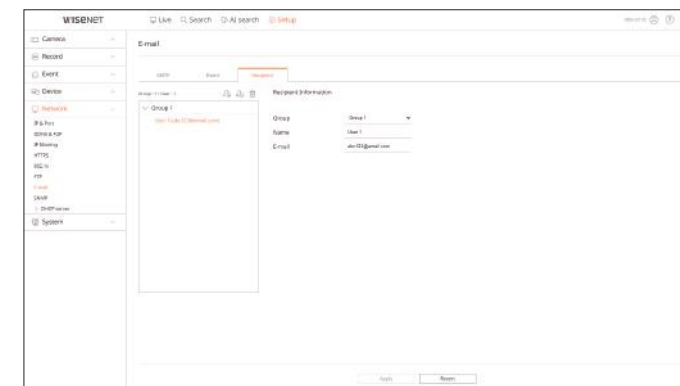 WISENET
Live Search AI search Setup
Camera
Record
Event
Device
Network
IP & Port
DDNS & P2P
IP filtering
HTTPS
802.1x
FTP
E-mail
SNMP
DHCP server
System
E-mail
SMTP Event Recipient
Group 1
Recipient Information
Group Group 1
Name User 1
E-mail
Apply Revert